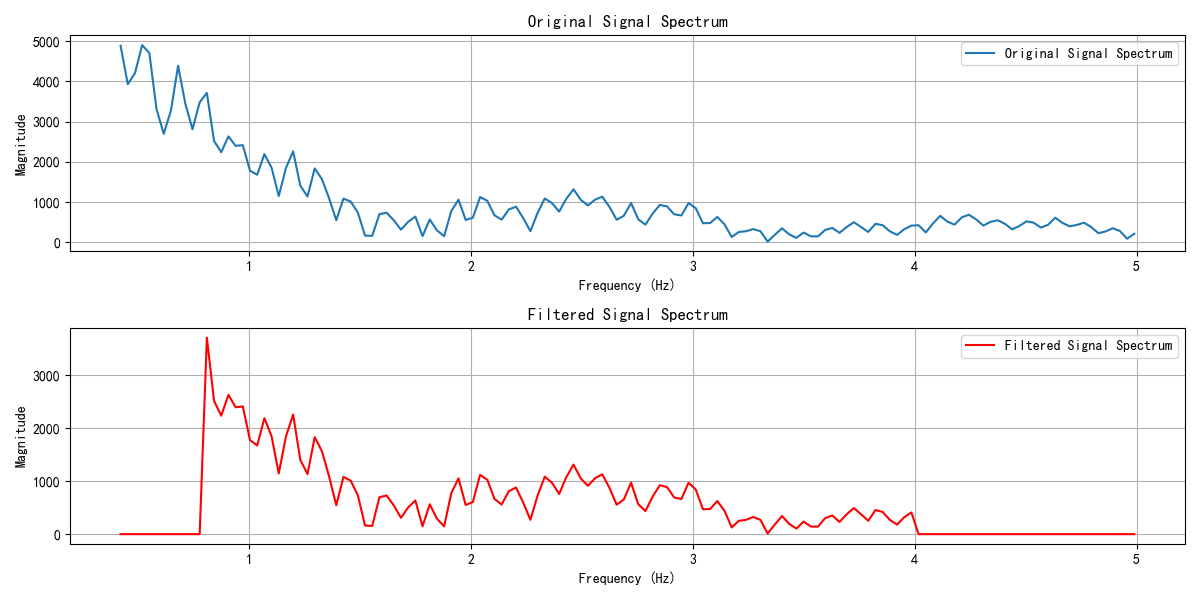 Original Signal Spectrum
5000
4000
3000
2000
1000
0
Magnitude
Original Signal Spectrum
1 2 3 4 5
Frequency (Hz)
Filtered Signal Spectrum
3000
2000
1000
0
Magnitude
Filtered Signal Spectrum
1 2 3 4 5
Frequency (Hz)